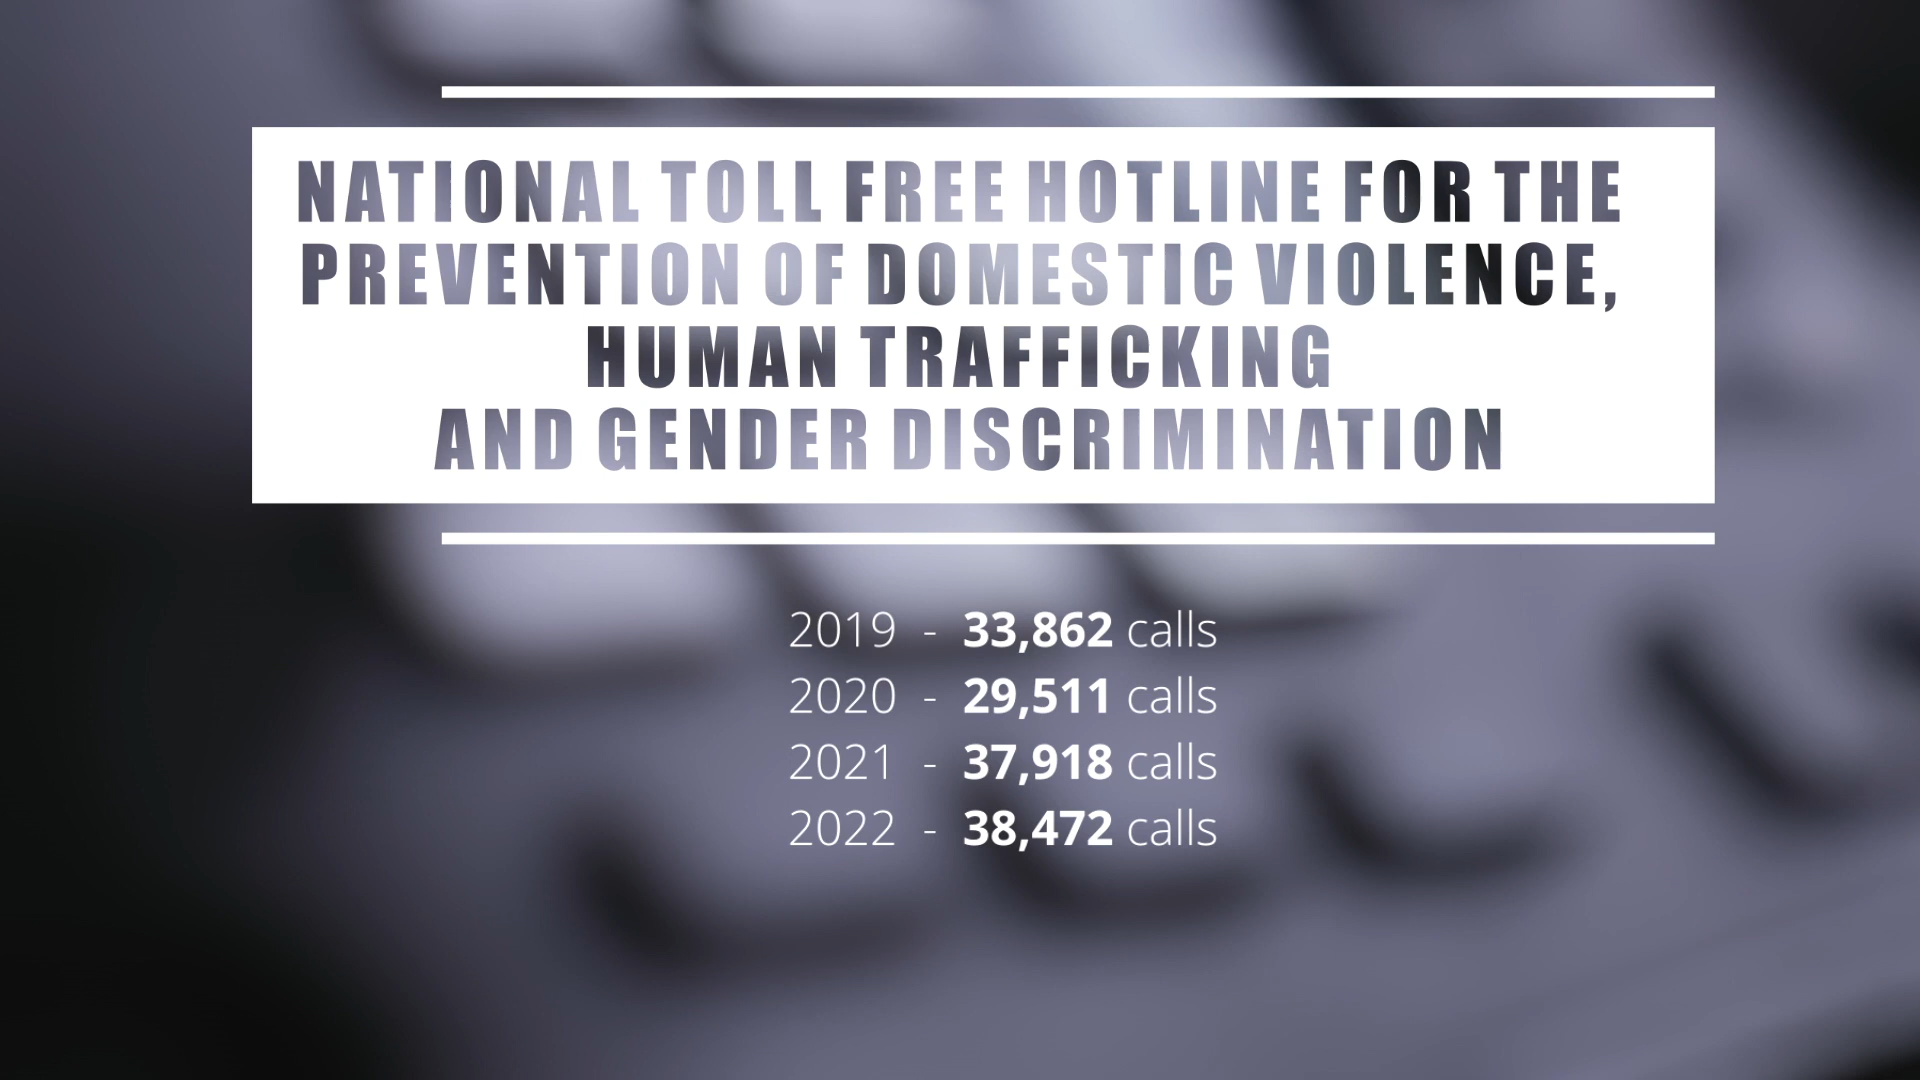 NATIONAL TOLL FREE HOTLINE FOR THE
PREVENTION OF DOMESTIC VIOLENCE,
HUMAN TRAFFICKING
AND GENDER DISCRIMINATION
2019 - 33,862 calls
2020 - 29,511 calls
2021 - 37,918 calls
2022 - 38,472 calls